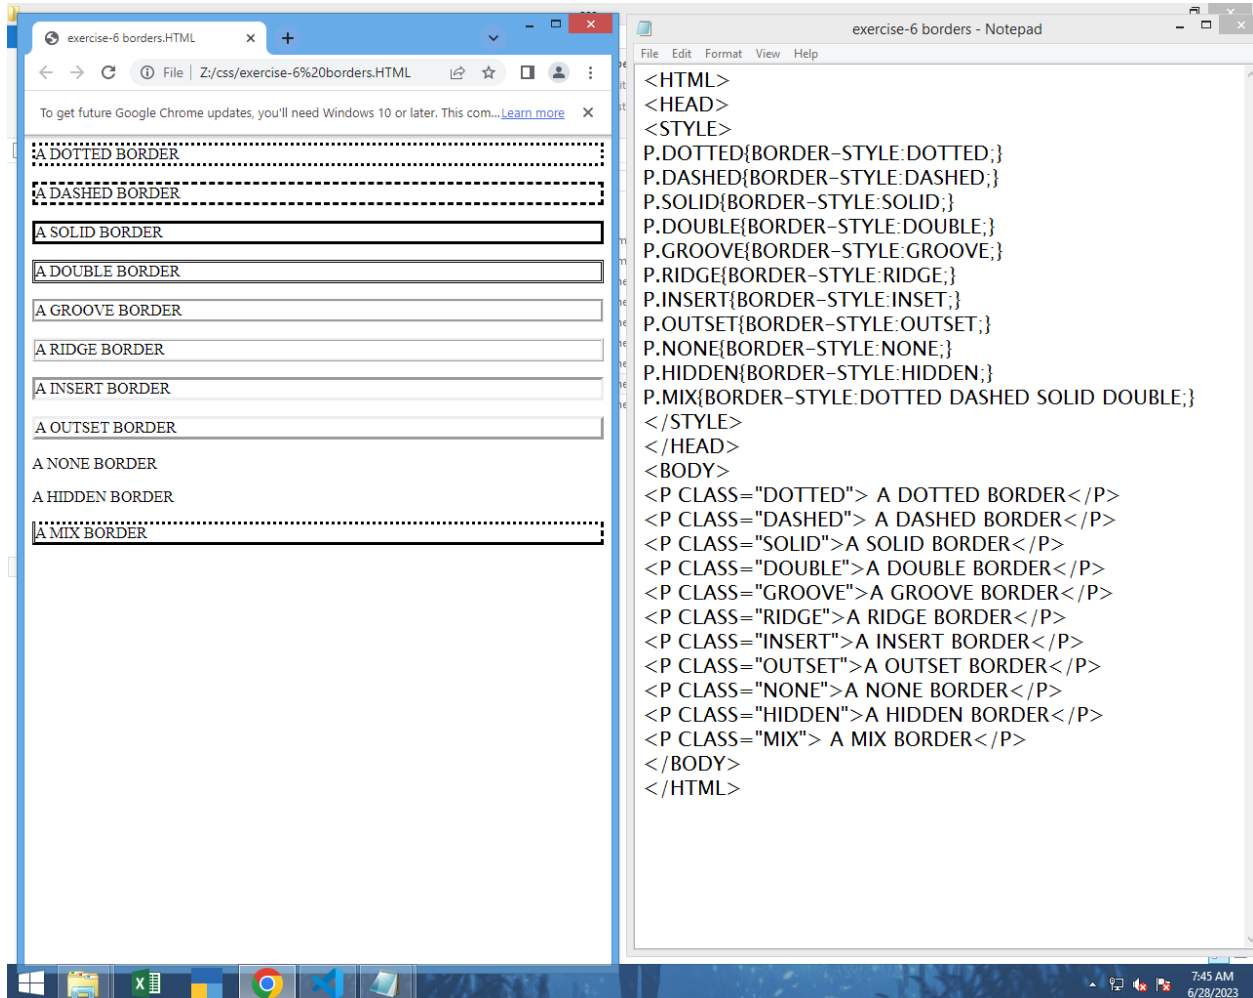 exercise-6 borders.HTML
File Z:/css/exercise-6%20borders.HTML
To get future Google Chrome updates, you'll need Windows 10 or later. This com... Learn more
A DOTTED BORDER
A DASHED BORDER
A SOLID BORDER
A DOUBLE BORDER
A GROOVE BORDER
A RIDGE BORDER
A INSERT BORDER
A OUTSET BORDER
A NONE BORDER
A HIDDEN BORDER
A MIX BORDER
exercise-6 borders - Notepad
File Edit Format View Help
<HTML>
<HEAD>
<STYLE>
P.DOTTED{BORDER-STYLE:DOTTED;}
P.DASHED{BORDER-STYLE:DASHED;}
P.SOLID{BORDER-STYLE:SOLID;}
P.DOUBLE{BORDER-STYLE:DOUBLE;}
P.GROOVE{BORDER-STYLE:GROOVE;}
P.RIDGE{BORDER-STYLE:RIDGE;}
P.INSERT{BORDER-STYLE:INSET;}
P.OUTSET{BORDER-STYLE:OUTSET;}
P.NONE{BORDER-STYLE:NONE;}
P.HIDDEN{BORDER-STYLE:HIDDEN;}
P.MIX{BORDER-STYLE:DOTTED DASHED SOLID DOUBLE;}
</STYLE>
</HEAD>
<BODY>
<P CLASS="DOTTED"> A DOTTED BORDER</P>
<P CLASS="DASHED"> A DASHED BORDER</P>
<P CLASS="SOLID">A SOLID BORDER</P>
<P CLASS="DOUBLE">A DOUBLE BORDER</P>
<P CLASS="GROOVE">A GROOVE BORDER</P>
<P CLASS="RIDGE">A RIDGE BORDER</P>
<P CLASS="INSERT">A INSERT BORDER</P>
<P CLASS="OUTSET">A OUTSET BORDER</P>
<P CLASS="NONE">A NONE BORDER</P>
<P CLASS="HIDDEN">A HIDDEN BORDER</P>
<P CLASS="MIX"> A MIX BORDER</P>
</BODY>
</HTML>
7:45 AM
6/28/2023